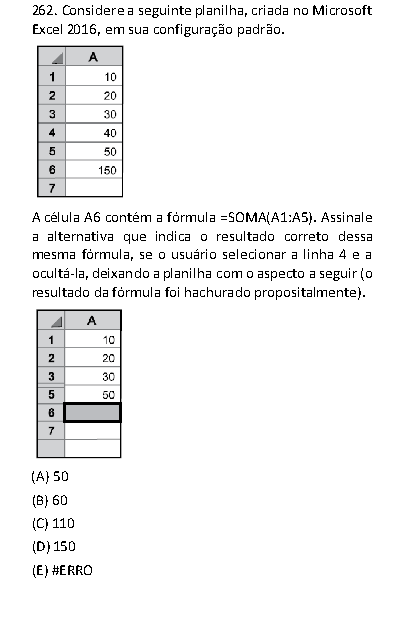 262. Considere a seguinte planilha, criada no Microsoft
Excel 2016, em sua configuração padrão.
A
1 10
2 20
3 30
4 40
5 50
6 150
7
A célula A6 contém a fórmula =SOMA(A1:A5). Assinale
a alternativa que indica o resultado correto dessa
mesma fórmula, se o usuário selecionar a linha 4 e a
ocultá-la, deixando a planilha com o aspecto a seguir (o
resultado da fórmula foi hachurado propositalmente).
A
1 10
2 20
3 30
5 50
6
7
(A) 50
(B) 60
(C) 110
(D) 150
(E) #ERRO